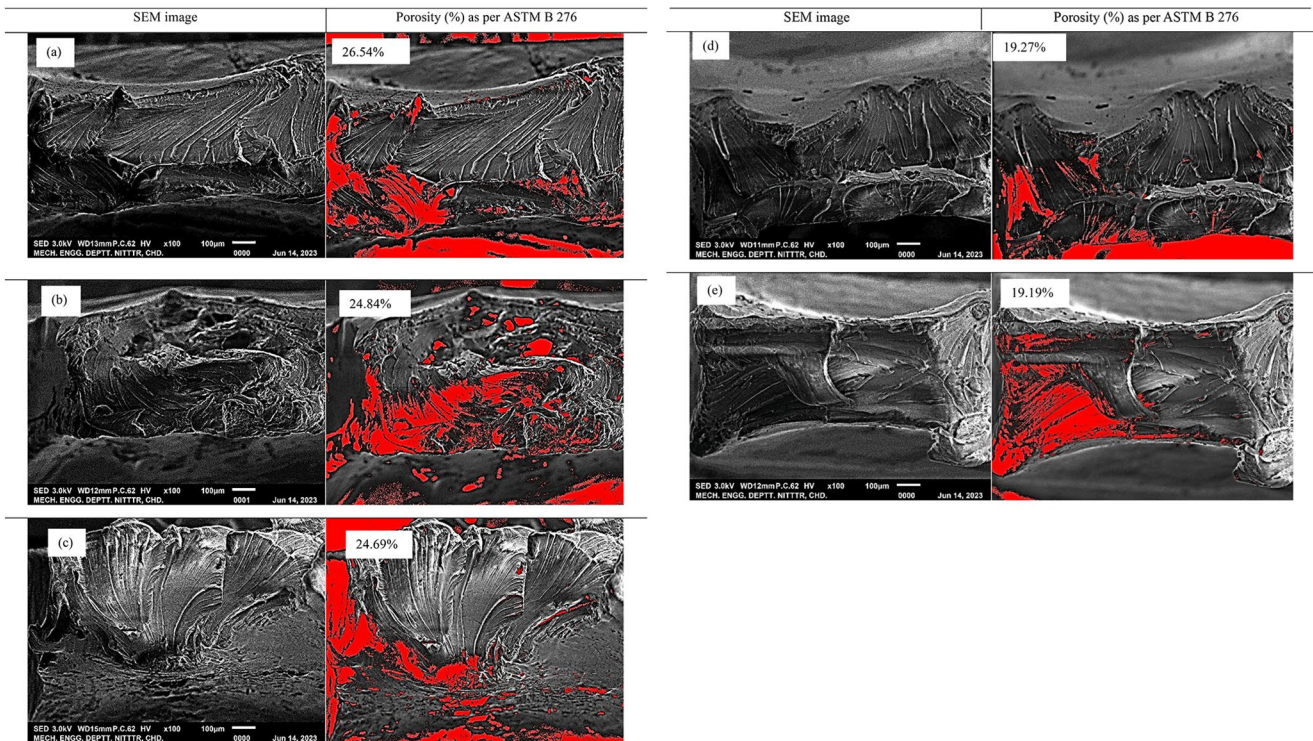 SEM image
Porosity (%) as per ASTM B 276
(a)
26.54%
SED 3.0kV WD13mm P.C.62 HV x100 100µm
0000 Jun 14, 2023
MECH. ENGG. DEPTT. NITTTR, CHD.
(b)
24.84%
SED 3.0kV WD12mm P.C.62 HV x100 100µm
0001 Jun 14, 2023
MECH. ENGG. DEPTT. NITTTR, CHD.
(c)
24.69%
SED 3.0kV WD15mm P.C.62 HV x100 100µm
0000 Jun 14, 2023
MECH. ENGG. DEPTT. NITTTR, CHD.
SEM image
Porosity (%) as per ASTM B 276
(d)
19.27%
SED 3.0kV WD11mm P.C.62 HV x100 100µm
0000 Jun 14, 2023
MECH. ENGG. DEPTT. NITTTR, CHD.
(e)
19.19%
SED 3.0kV WD12mm P.C.62 HV x100 100µm
0000 Jun 14, 2023
MECH. ENGG. DEPTT. NITTTR, CHD.